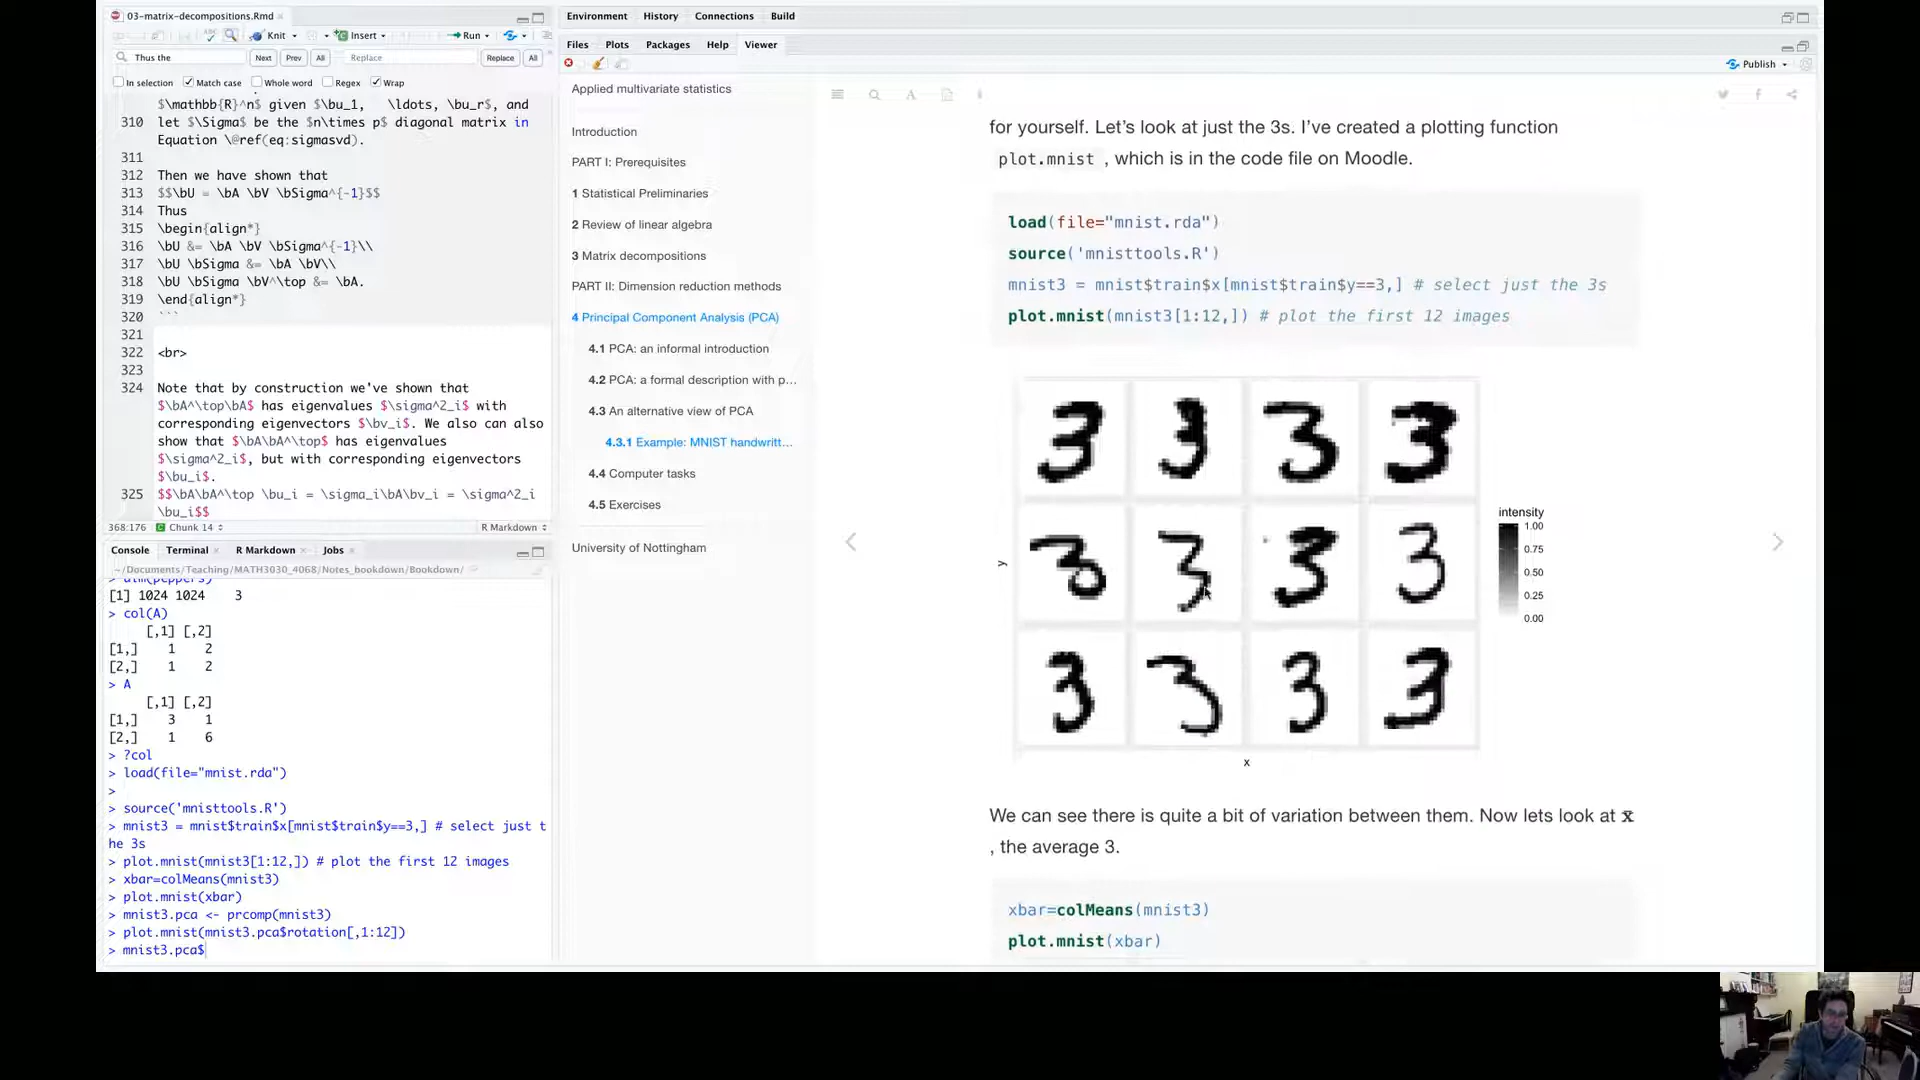 03-matrix-decompositions.Rmd
Knit
Insert
Run
Thus the
Next
Prev
All
Replace
Replace
All
In selection
Match case
Whole word
Regex
Wrap
$\mathbb{R}^n$ given $\bu_1, \ldots, \bu_r$, and
310 let $\Sigma$ be the $n\times p$ diagonal matrix in
Equation \@ref(eq:sigmasvd).
311
312 Then we have shown that
313 $$\bU = \bA \bV \bSigma^{-1}$$
314 Thus
315 \begin{align*}
316 \bU &= \bA \bV \bSigma^{-1}\\
317 \bU \bSigma &= \bA \bV\\
318 \bU \bSigma \bV^\top &= \bA.
319 \end{align*}
320 ```
321
322 <br>
323
324 Note that by construction we've shown that
$\bA^\top\bA$ has eigenvalues $\sigma^2_i$ with
corresponding eigenvectors $\bv_i$. We also can also
show that $\bA\bA^\top$ has eigenvalues
$\sigma^2_i$, but with corresponding eigenvectors
$\bu_i$.
325 $$\bA\bA^\top \bu_i = \sigma_i\bA\bv_i = \sigma^2_i
\bu_i$$
368:176 Chunk 14
R Markdown
Console
Terminal
R Markdown
Jobs
~/Documents/Teaching/MATH3030_4068/Notes_bookdown/Bookdown/
[1] 1024 1024 3
> col(A)
[,1] [,2]
[1,] 1 2
[2,] 1 2
> A
[,1] [,2]
[1,] 3 1
[2,] 1 6
> ?col
> load(file="mnist.rda")
>
> source('mnisttools.R')
> mnist3 = mnist$train$x[mnist$train$y==3,] # select just t
he 3s
> plot.mnist(mnist3[1:12,]) # plot the first 12 images
> xbar=colMeans(mnist3)
> plot.mnist(xbar)
> mnist3.pca <- prcomp(mnist3)
> plot.mnist(mnist3.pca$rotation[,1:12])
> mnist3.pca$
Environment
History
Connections
Build
Files
Plots
Packages
Help
Viewer
Publish
Applied multivariate statistics
Introduction
PART I: Prerequisites
1 Statistical Preliminaries
2 Review of linear algebra
3 Matrix decompositions
PART II: Dimension reduction methods
4 Principal Component Analysis (PCA)
4.1 PCA: an informal introduction
4.2 PCA: a formal description with p...
4.3 An alternative view of PCA
4.3.1 Example: MNIST handwritt...
4.4 Computer tasks
4.5 Exercises
University of Nottingham
A
for yourself. Let's look at just the 3s. I've created a plotting function
plot.mnist , which is in the code file on Moodle.
load(file="mnist.rda")
source('mnisttools.R')
mnist3 = mnist$train$x[mnist$train$y==3,] # select just the 3s
plot.mnist(mnist3[1:12,]) # plot the first 12 images
3 3 3 3
3 3 3 3
3 3 3 3
y
x
intensity
1.00
0.75
0.50
0.25
0.00
We can see there is quite a bit of variation between them. Now lets look at x̄
, the average 3.
xbar=colMeans(mnist3)
plot.mnist(xbar)